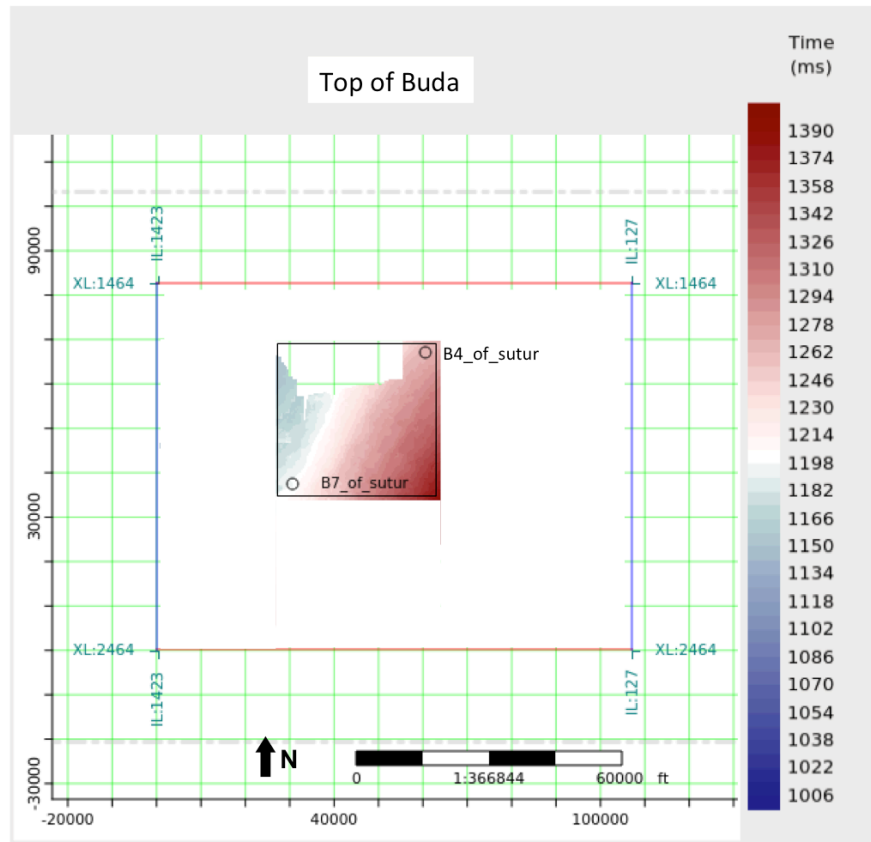 Top of Buda
Time
(ms)
1390
1374
1358
1342
1326
1310
1294
1278
1262
1246
1230
1214
1198
1182
1166
1150
1134
1118
1102
1086
1070
1054
1038
1022
1006
90000
30000
-30000
IL:1423
IL:127
XL:1464
XL:1464
B4_of_sutur
B7_of_sutur
XL:2464
XL:2464
IL:1423
IL:127
N
0
1:366844
60000 ft
-20000
40000
100000